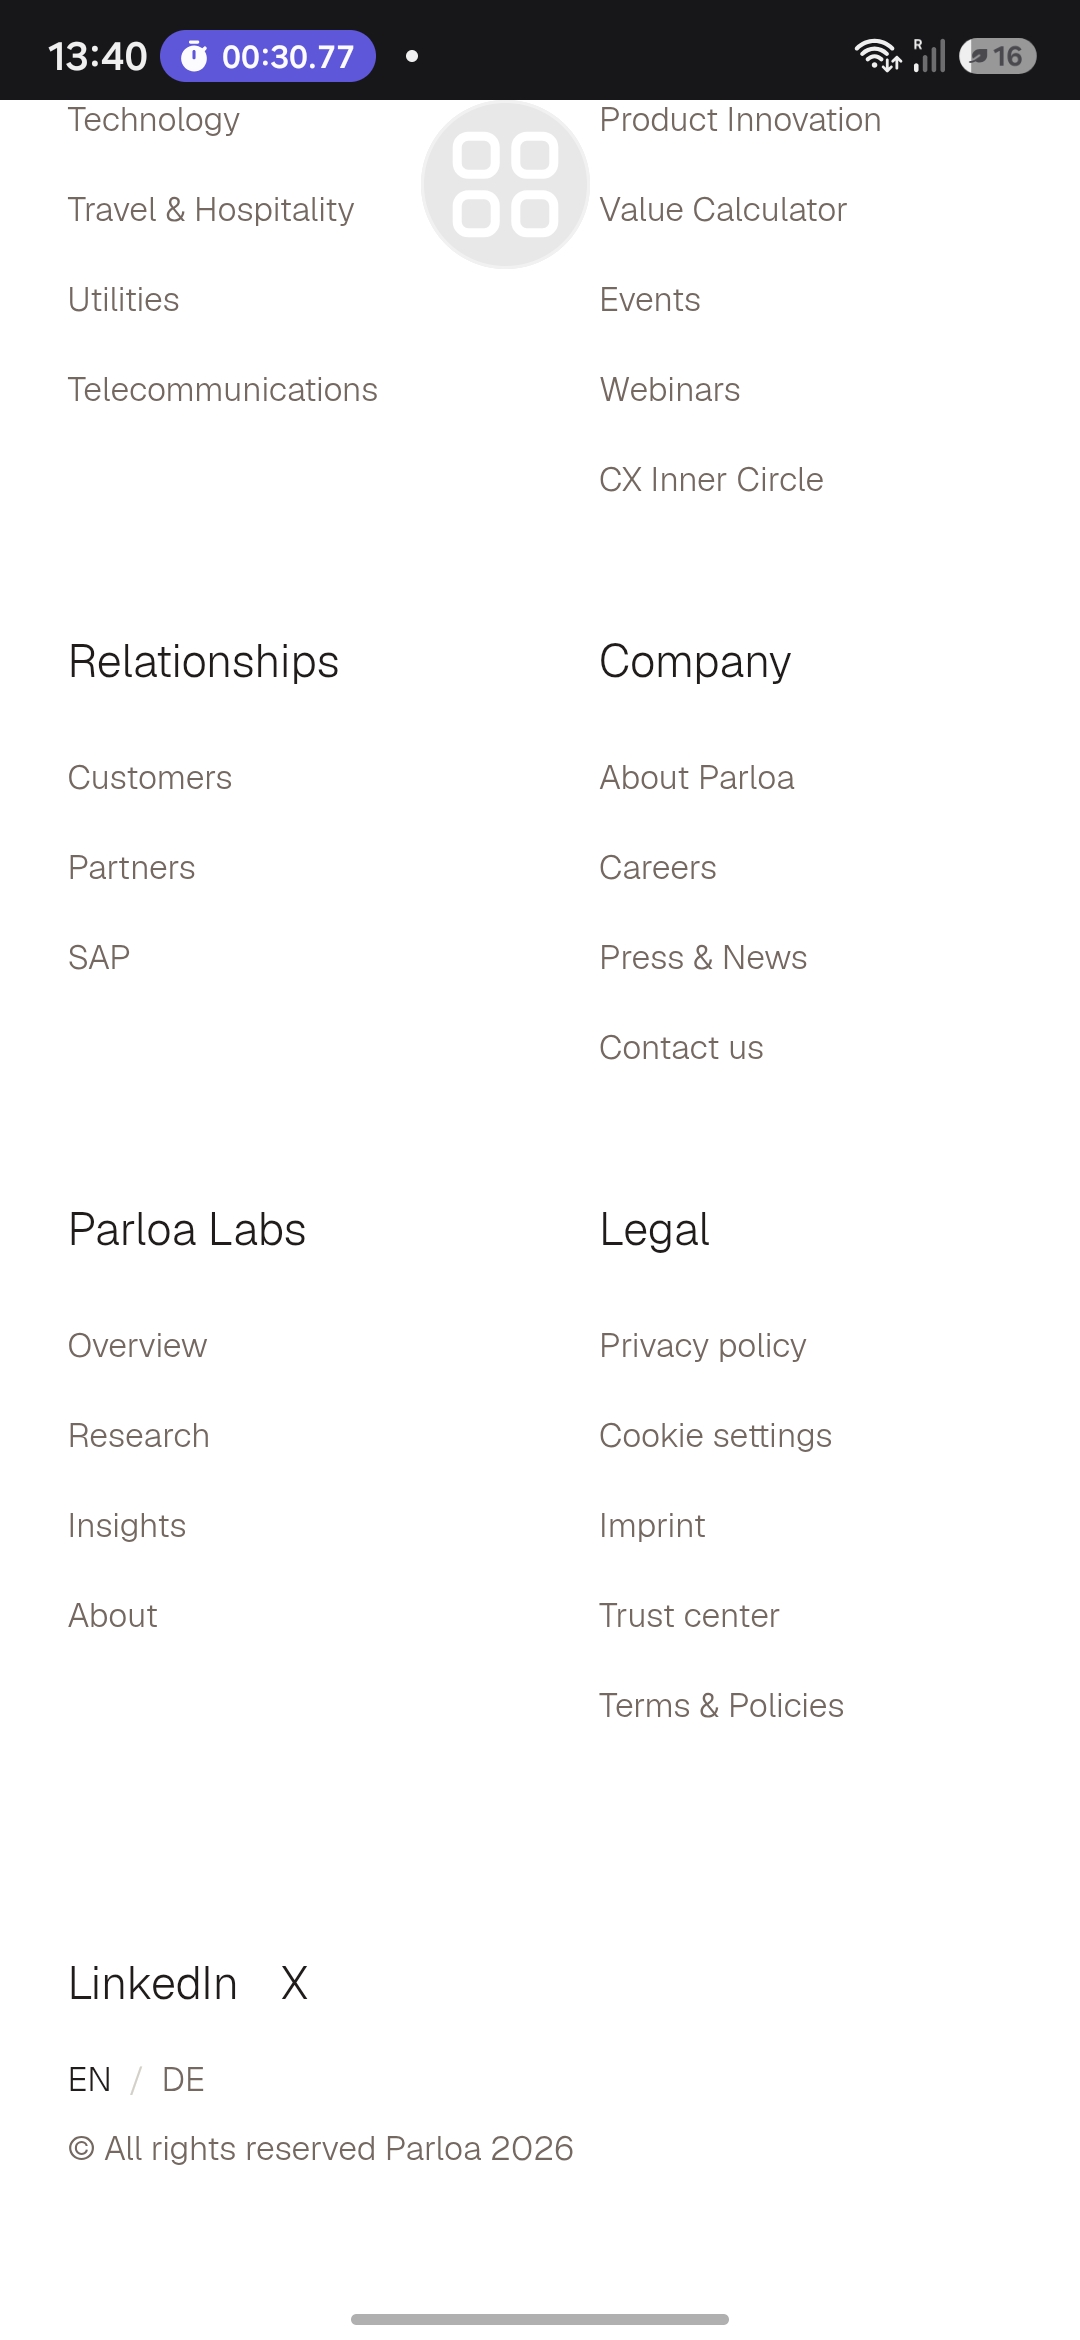 13:40 00:30.77 R 16
Technology
Travel & Hospitality
Utilities
Telecommunications
Product Innovation
Value Calculator
Events
Webinars
CX Inner Circle
Relationships
Customers
Partners
SAP
Company
About Parloa
Careers
Press & News
Contact us
Parloa Labs
Overview
Research
Insights
About
Legal
Privacy policy
Cookie settings
Imprint
Trust center
Terms & Policies
LinkedIn X
EN / DE
© All rights reserved Parloa 2026